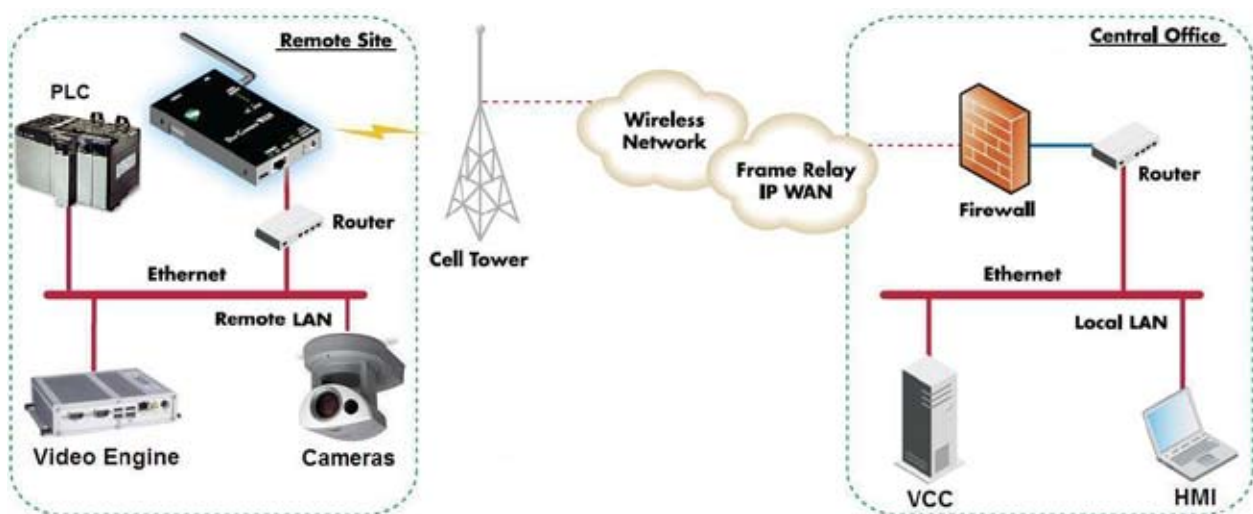 Remote Site
PLC
Router
Ethernet
Remote LAN
Video Engine
Cameras
Cell Tower
Wireless
Network
Frame Relay
IP WAN
Central Office
Firewall
Router
Ethernet
Local LAN
VCC
HMI